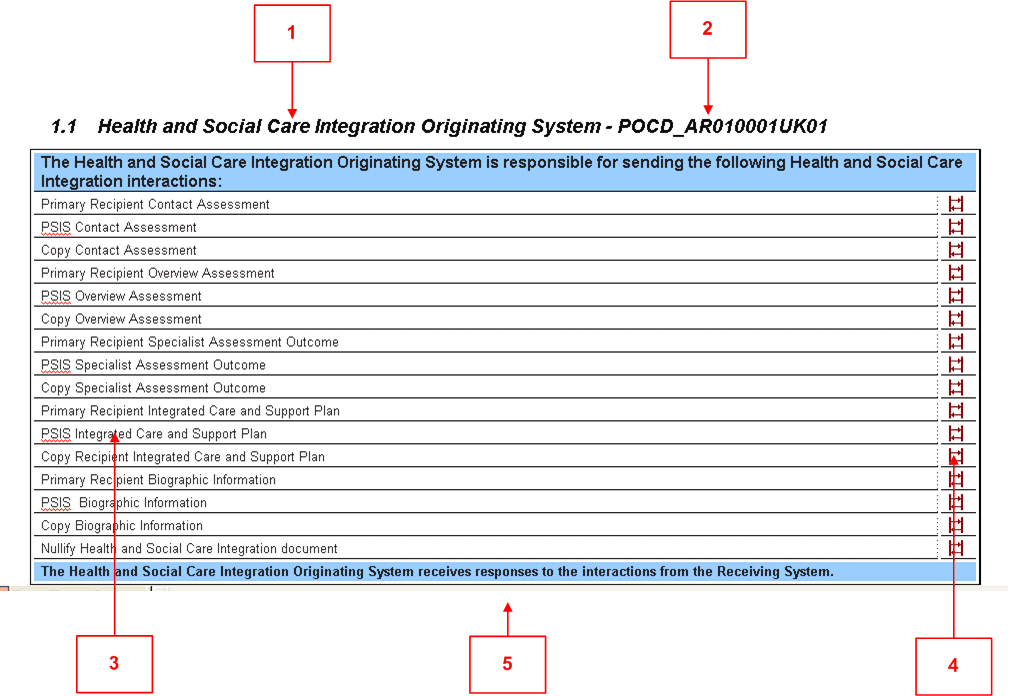 1
2
1.1 Health and Social Care Integration Originating System - POCD_AR010001UK01
The Health and Social Care Integration Originating System is responsible for sending the following Health and Social Care
Integration interactions:
Primary Recipient Contact Assessment
PSIS Contact Assessment
Copy Contact Assessment
Primary Recipient Overview Assessment
PSIS Overview Assessment
Copy Overview Assessment
Primary Recipient Specialist Assessment Outcome
PSIS Specialist Assessment Outcome
Copy Specialist Assessment Outcome
Primary Recipient Integrated Care and Support Plan
PSIS Integrated Care and Support Plan
Copy Recipient Integrated Care and Support Plan
Primary Recipient Biographic Information
PSIS Biographic Information
Copy Biographic Information
Nullify Health and Social Care Integration document
The Health and Social Care Integration Originating System receives responses to the interactions from the Receiving System.
3
5
4